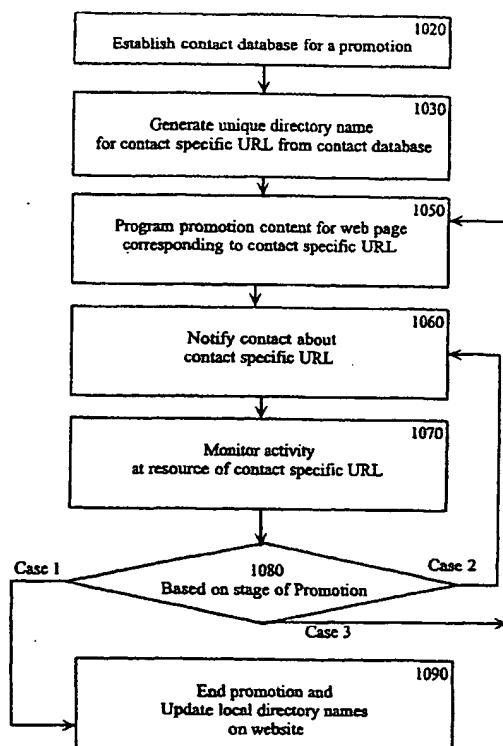 1020
Establish contact database for a promotion
1030
Generate unique directory name
for contact specific URL from contact database
1050
Program promotion content for web page
corresponding to contact specific URL
1060
Notify contact about
contact specific URL
1070
Monitor activity
at resource of contact specific URL
Case 1
1080
Case 2
Based on stage of Promotion
Case 3
1090
End promotion and
Update local directory names
on website